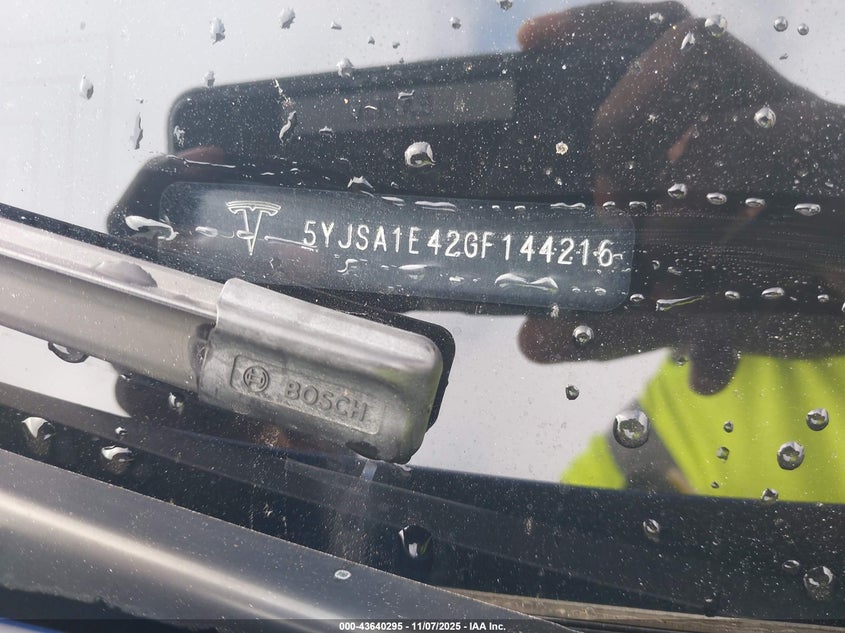 5YJSA1E42GF144216
BOSCH
000-43640295 - 11/07/2025 - IAA Inc.